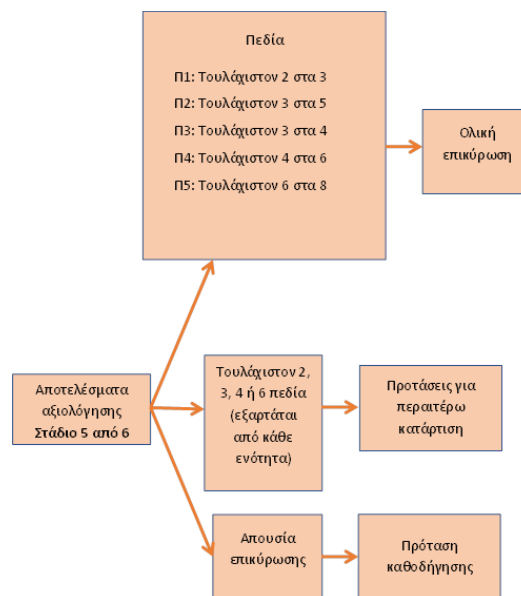 Πεδία
Π1: Τουλάχιστον 2 στα 3
Π2: Τουλάχιστον 3 στα 5
Π3: Τουλάχιστον 3 στα 4
Π4: Τουλάχιστον 4 στα 6
Π5: Τουλάχιστον 6 στα 8
Ολική
επικύρωση
Αποτελέσματα
αξιολόγησης
Στάδιο 5 από 6
Τουλάχιστον 2,
3, 4 ή 6 πεδία
(εξαρτάται
από κάθε
ενότητα)
Προτάσεις για
περαιτέρω
κατάρτιση
Απουσία
επικύρωσης
Πρόταση
καθοδήγησης